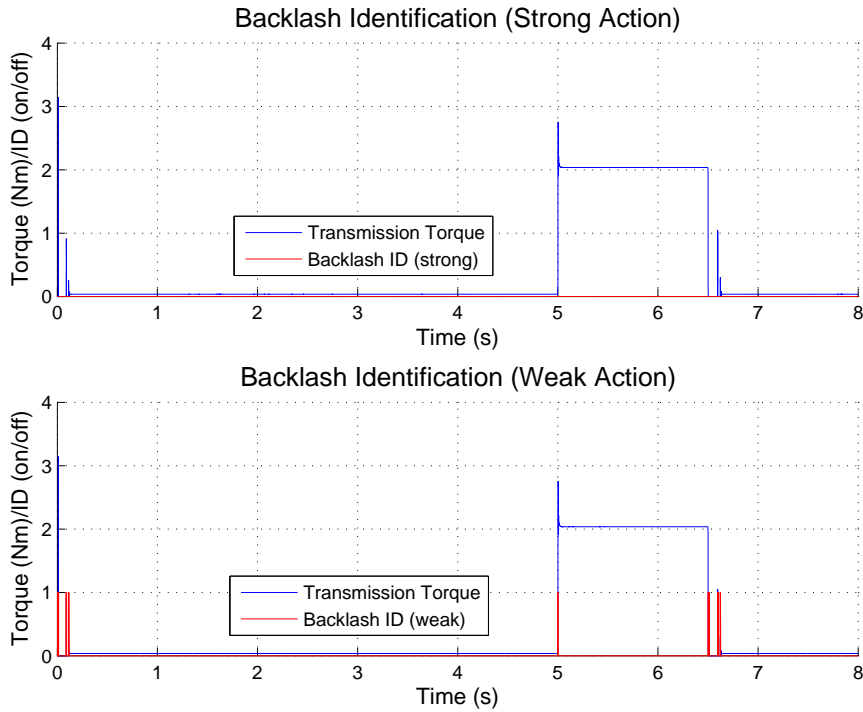 Backlash Identification (Strong Action)
Torque (Nm)/ID (on/off)
4
3
2
1
0
Transmission Torque
Backlash ID (strong)
0 1 2 3 4 5 6 7 8
Time (s)
Backlash Identification (Weak Action)
Torque (Nm)/ID (on/off)
4
3
2
1
0
Transmission Torque
Backlash ID (weak)
0 1 2 3 4 5 6 7 8
Time (s)